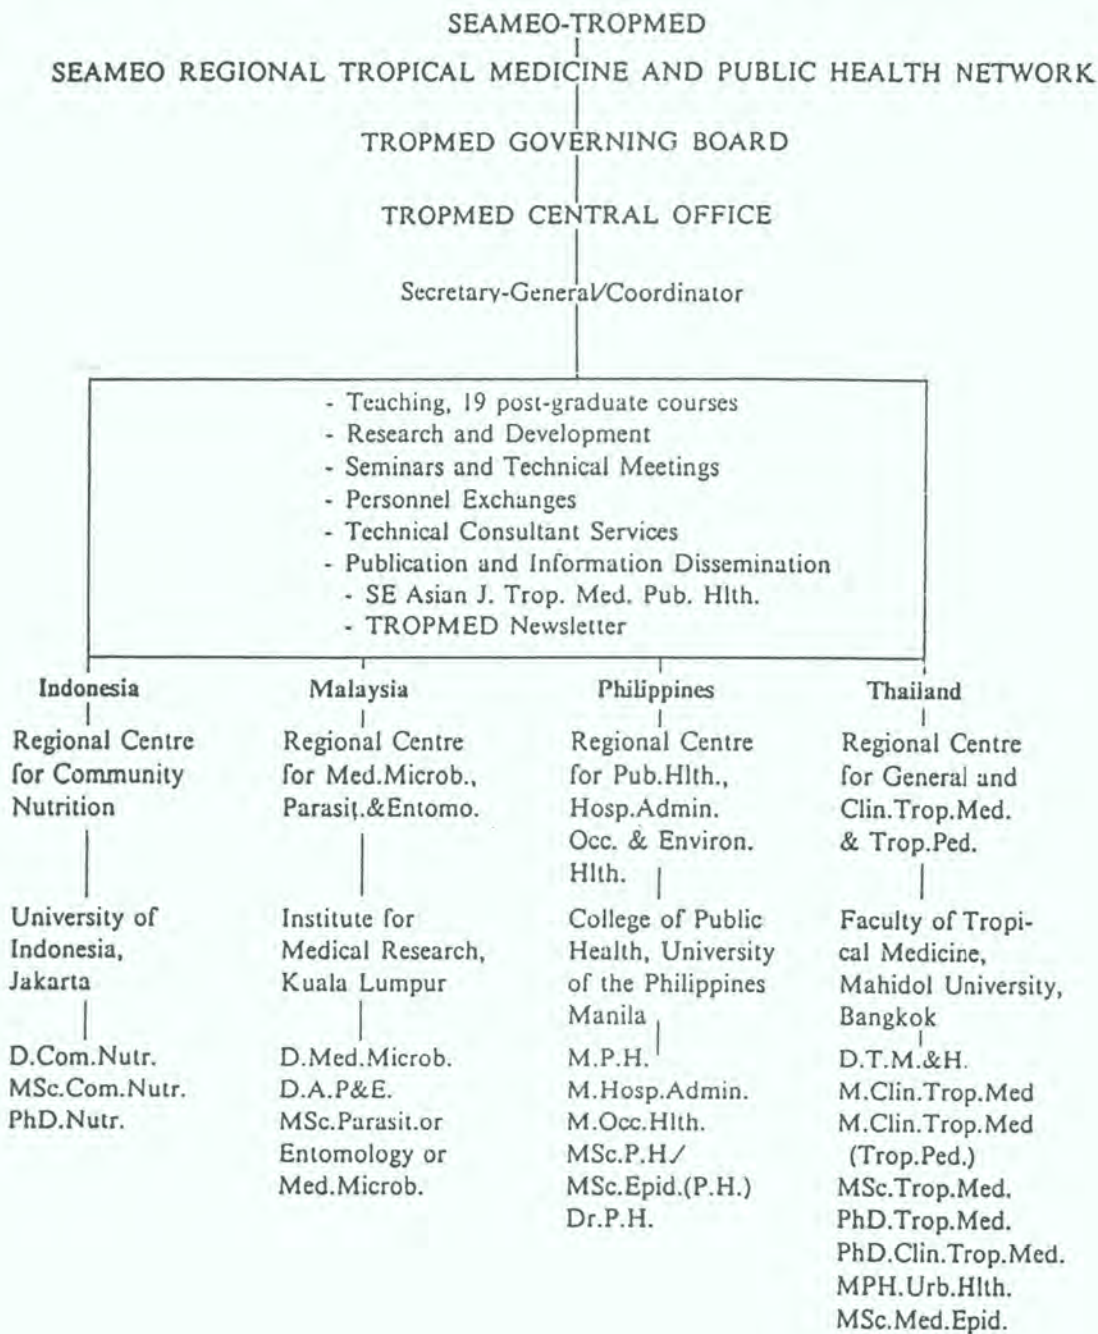 SEAMEO-TROPMED
SEAMEO REGIONAL TROPICAL MEDICINE AND PUBLIC HEALTH NETWORK
TROPMED GOVERNING BOARD
TROPMED CENTRAL OFFICE
Secretary-General/Coordinator
- Teaching, 19 post-graduate courses
- Research and Development
- Seminars and Technical Meetings
- Personnel Exchanges
- Technical Consultant Services
- Publication and Information Dissemination
- SE Asian J. Trop. Med. Pub. Hlth.
- TROPMED Newsletter
Indonesia
Regional Centre
for Community
Nutrition
University of
Indonesia,
Jakarta
D.Com.Nutr.
MSc.Com.Nutr.
PhD.Nutr.
Malaysia
Regional Centre
for Med.Microb.,
Parasit.&Entomo.
Institute for
Medical Research,
Kuala Lumpur
D.Med.Microb.
D.A.P&E.
MSc.Parasit.or
Entomology or
Med.Microb.
Philippines
Regional Centre
for Pub.Hlth.,
Hosp.Admin.
Occ. & Environ.
Hlth.
College of Public
Health, University
of the Philippines
Manila
M.P.H.
M.Hosp.Admin.
M.Occ.Hlth.
MSc.P.H./
MSc.Epid.(P.H.)
Dr.P.H.
Thailand
Regional Centre
for General and
Clin.Trop.Med.
& Trop.Ped.
Faculty of Tropi-
cal Medicine,
Mahidol University,
Bangkok
D.T.M.&H.
M.Clin.Trop.Med
M.Clin.Trop.Med
(Trop.Ped.)
MSc.Trop.Med.
PhD.Trop.Med.
PhD.Clin.Trop.Med.
MPH.Urb.Hlth.
MSc.Med.Epid.